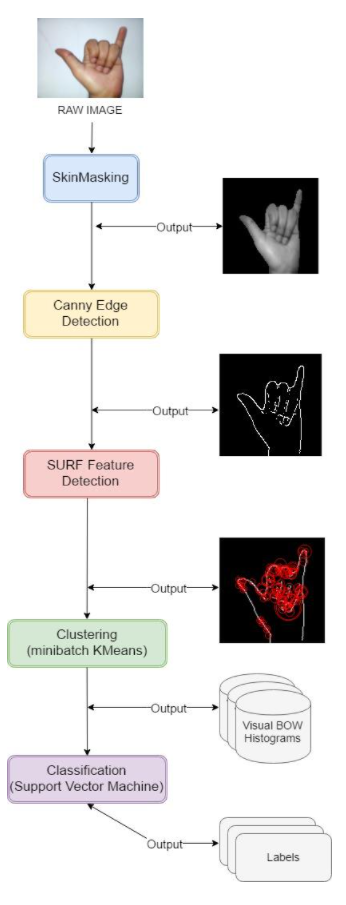 RAW IMAGE
SkinMasking
Output
Canny Edge
Detection
Output
SURF Feature
Detection
Output
Clustering
(minibatch KMeans)
Output
Visual BOW
Histograms
Classification
(Support Vector Machine)
Output
Labels